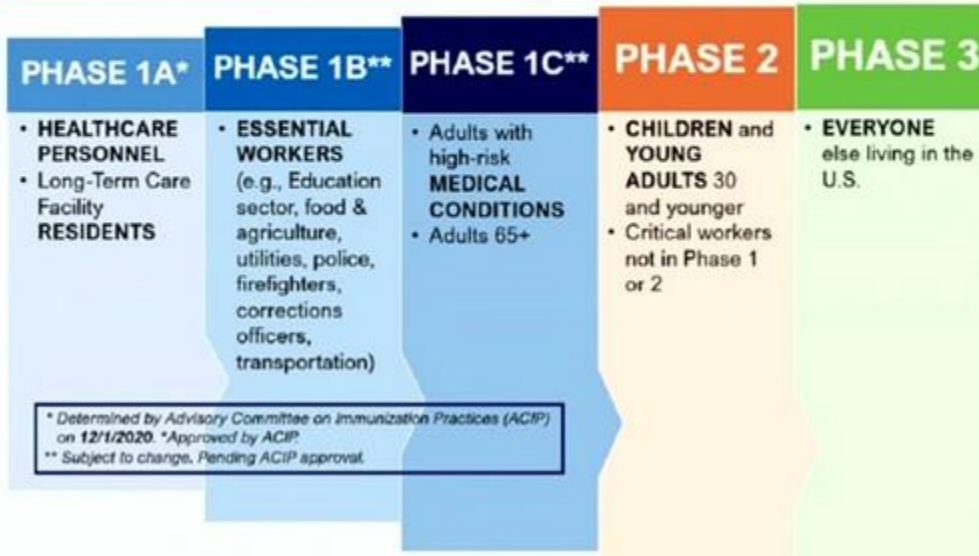 PHASE 1A*
• HEALTHCARE
PERSONNEL
• Long-Term Care
Facility
RESIDENTS
PHASE 1B**
• ESSENTIAL
WORKERS
(e.g., Education
sector, food &
agriculture,
utilities, police,
firefighters,
corrections
officers,
transportation)
PHASE 1C**
• Adults with
high-risk
MEDICAL
CONDITIONS
• Adults 65+
PHASE 2
• CHILDREN and
YOUNG
ADULTS 30
and younger
• Critical workers
not in Phase 1
or 2
PHASE 3
• EVERYONE
else living in the
U.S.
* Determined by Advisory Committee on Immunization Practices (ACIP)
on 12/1/2020. *Approved by ACIP.
** Subject to change. Pending ACIP approval.